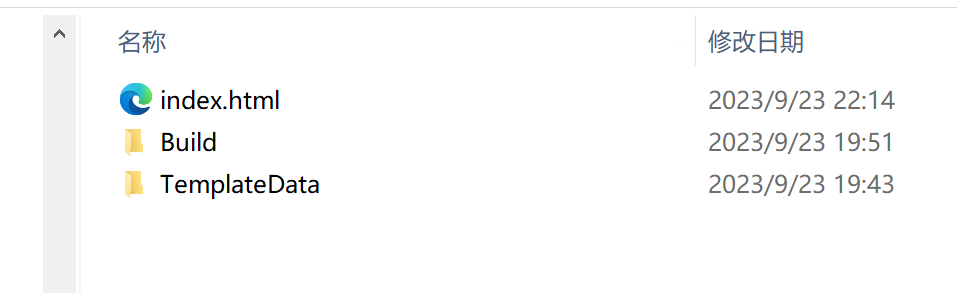 名称 修改日期
index.html 2023/9/23 22:14
Build 2023/9/23 19:51
TemplateData 2023/9/23 19:43